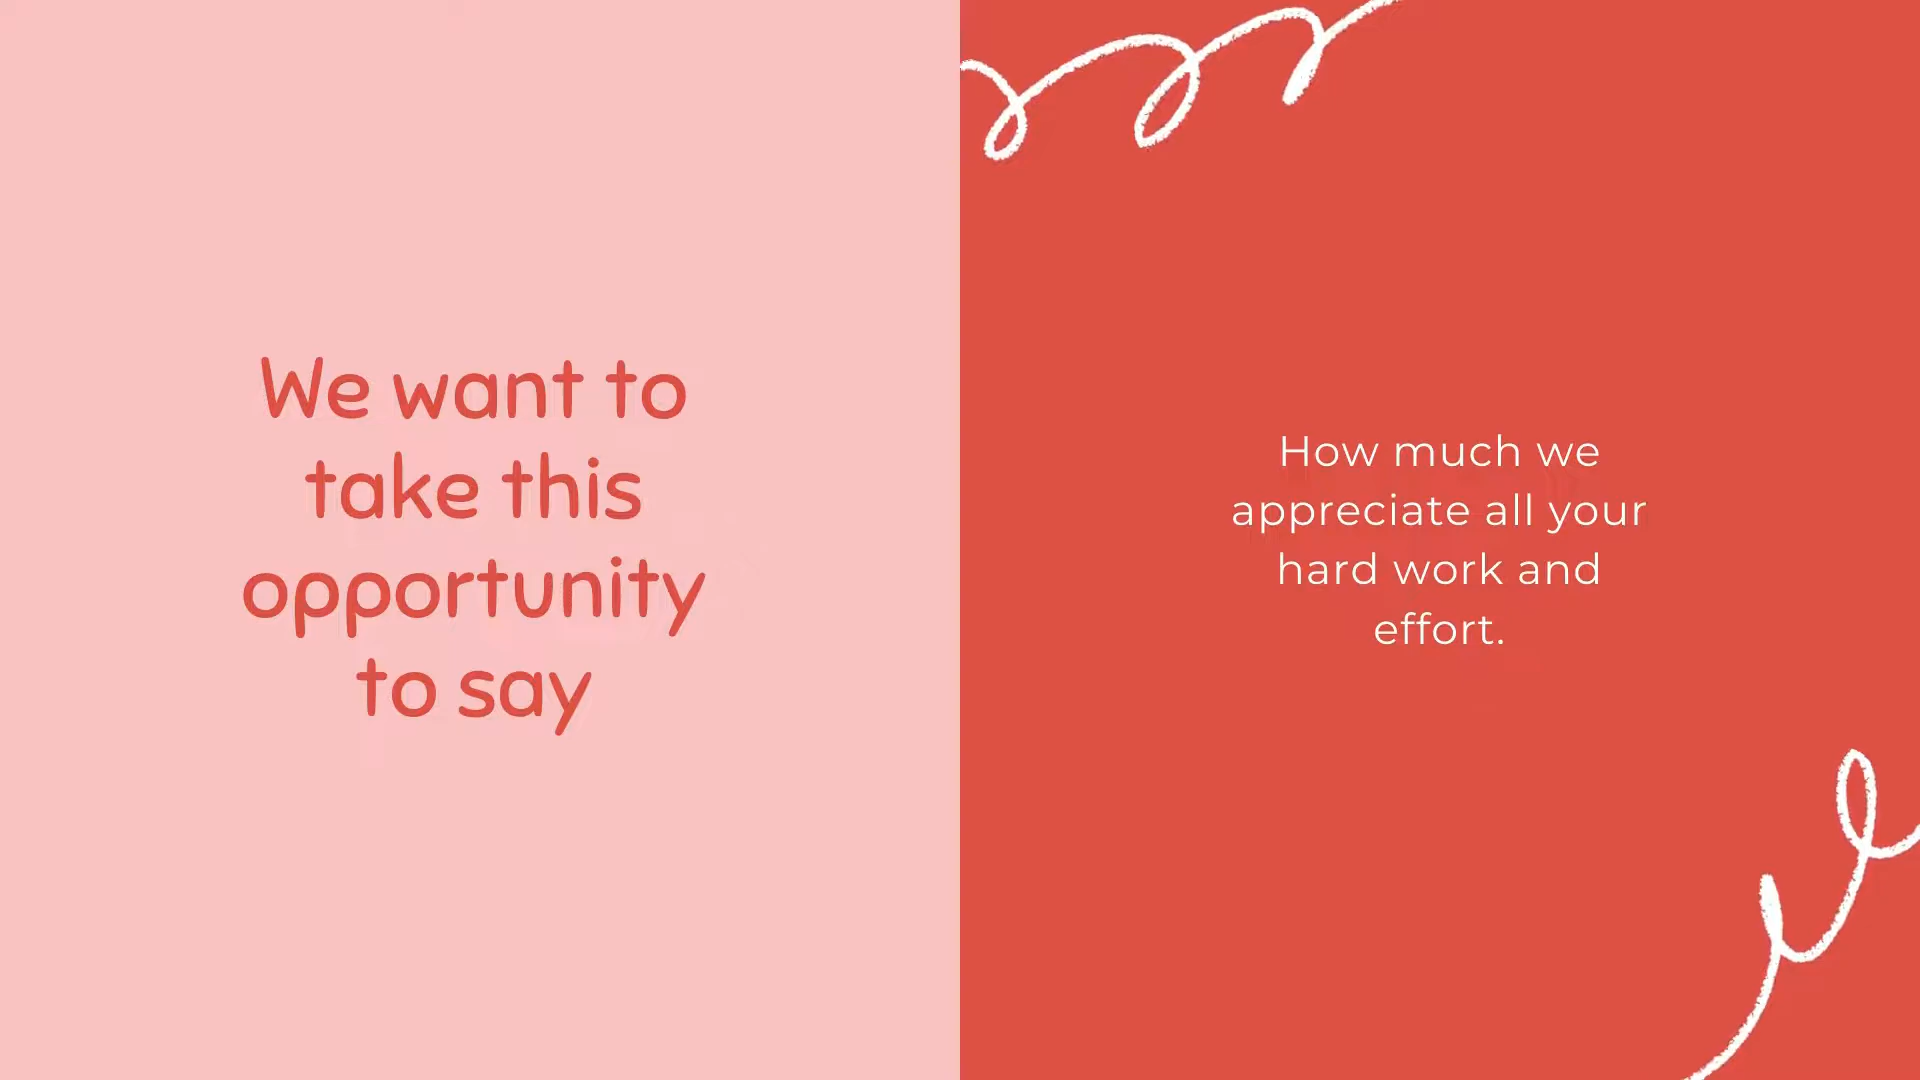 We want to
take this
opportunity
to say
How much we
appreciate all your
hard work and
effort.